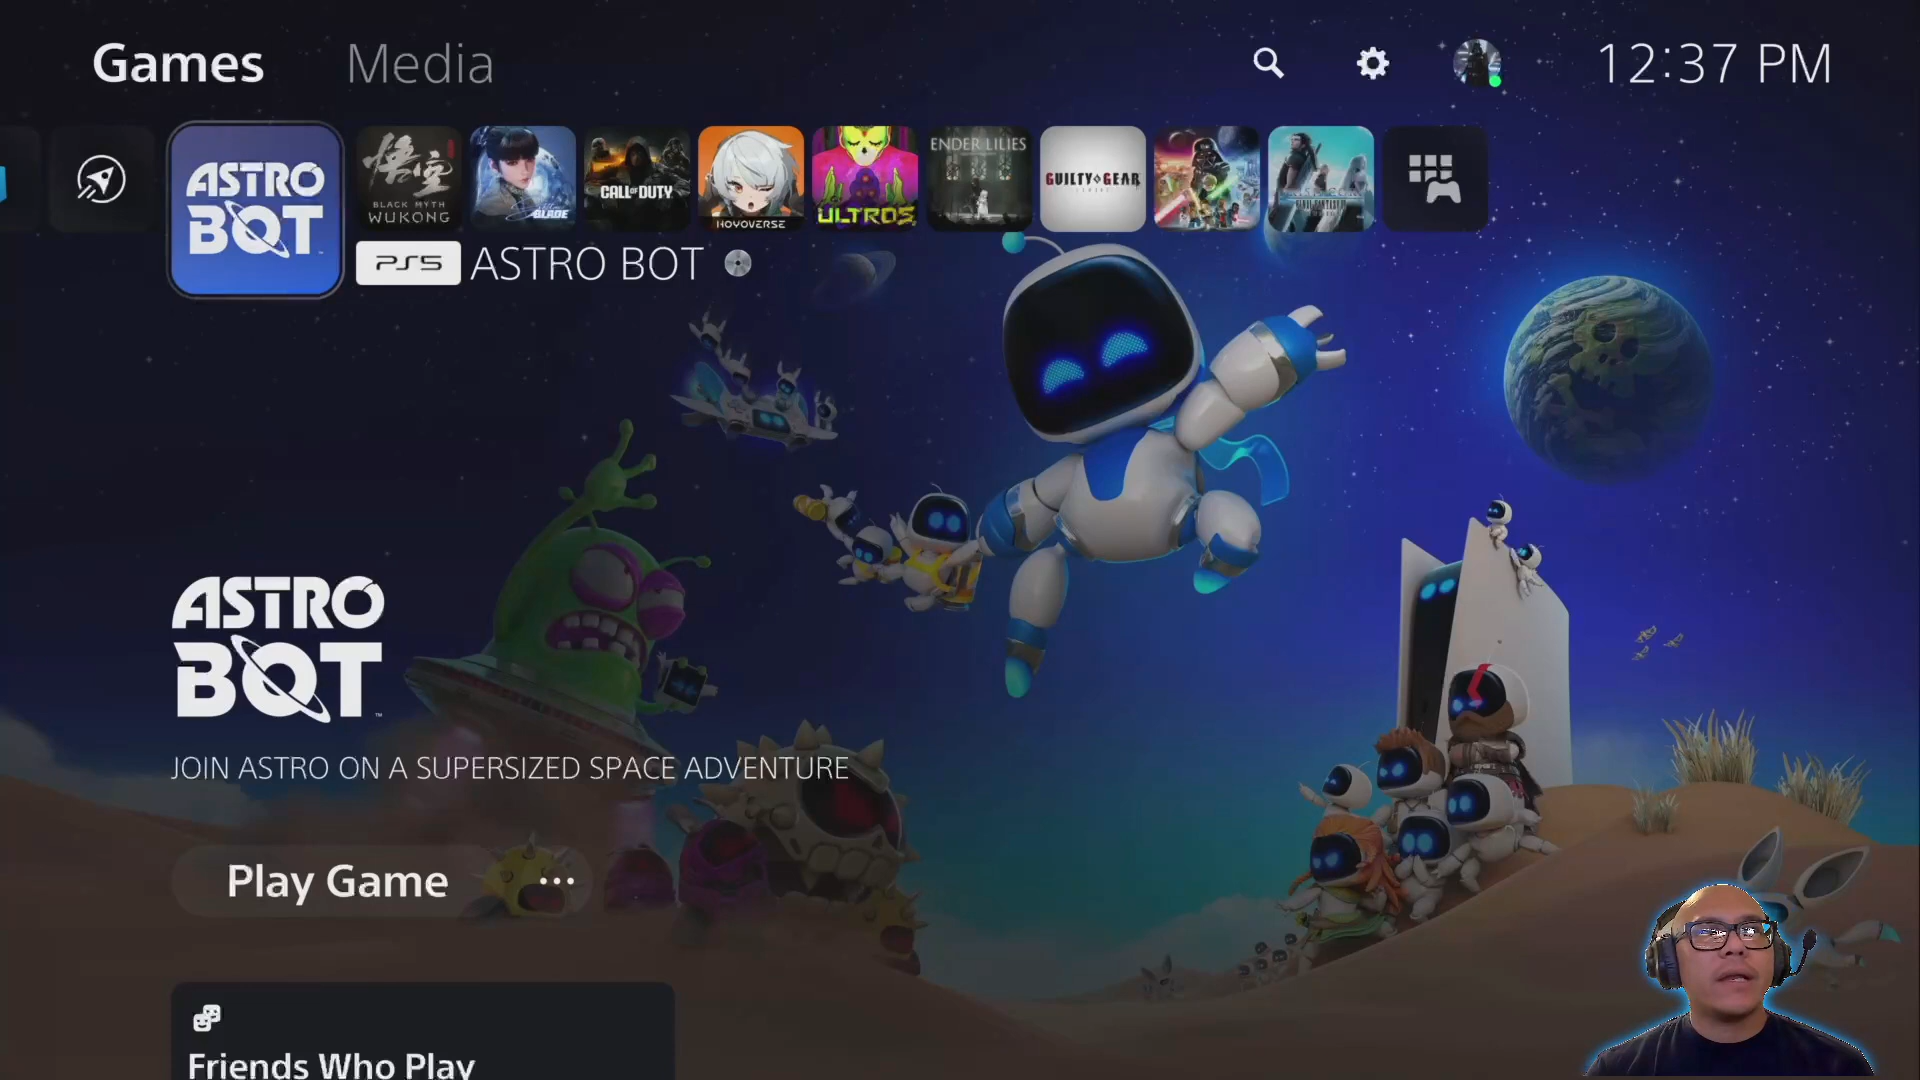 Games Media 12:37 PM
ASTRO BOT
悟空
BLACK MYTH
WUKONG
BLADE
CALL OF DUTY
HOYOVERSE
ULTROS
ENDER LILIES
GUILTY GEAR
PS5 ASTRO BOT
ASTRO
BOT
JOIN ASTRO ON A SUPERSIZED SPACE ADVENTURE
Play Game ...
Friends Who Play